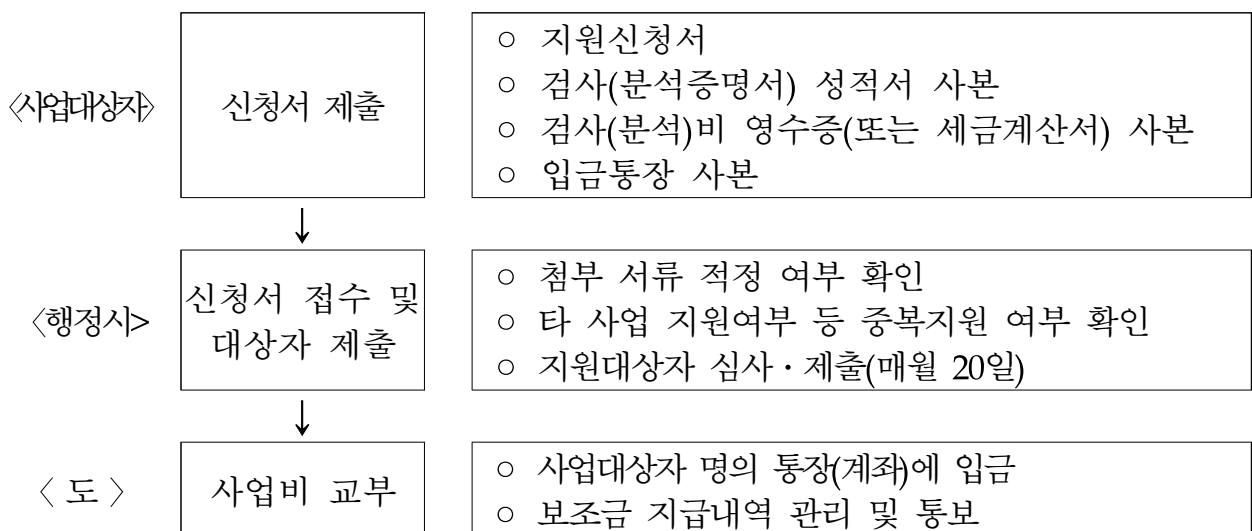 〈사업대상자〉
신청서 제출
○ 지원신청서
○ 검사(분석증명서) 성적서 사본
○ 검사(분석)비 영수증(또는 세금계산서) 사본
○ 입금통장 사본
↓
〈행정시>
신청서 접수 및
대상자 제출
○ 첨부 서류 적정 여부 확인
○ 타 사업 지원여부 등 중복지원 여부 확인
○ 지원대상자 심사・제출(매월 20일)
↓
〈 도 〉
사업비 교부
○ 사업대상자 명의 통장(계좌)에 입금
○ 보조금 지급내역 관리 및 통보